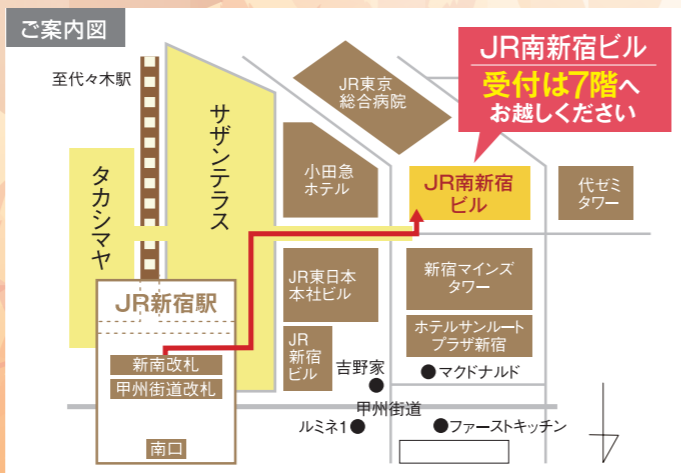 ご案内図
至代々木駅
サザンテラス
タカシマヤ
JR東京
総合病院
JR南新宿ビル
受付は7階へ
お越しください
小田急
ホテル
JR南新宿
ビル
代ゼミ
タワー
JR東日本
本社ビル
新宿マインズ
タワー
JR新宿駅
新南改札
甲州街道改札
南口
JR
新宿
ビル
ホテルサンルート
プラザ新宿
吉野家
マクドナルド
甲州街道
ルミネ1
ファーストキッチン